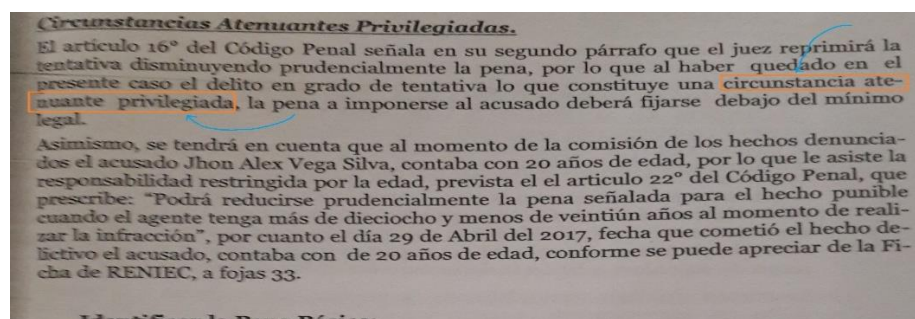 Circunstancias Atenuantes Privilegiadas.
El artículo 16° del Código Penal señala en su segundo párrafo que el juez reprimirá la
tentativa disminuyendo prudencialmente la pena, por lo que al haber quedado en el
presente caso el delito en grado de tentativa lo que constituye una circunstancia ate-
nuante privilegiada, la pena a imponerse al acusado deberá fijarse debajo del mínimo
legal.
Asimismo, se tendrá en cuenta que al momento de la comisión de los hechos denuncia-
dos el acusado Jhon Alex Vega Silva, contaba con 20 años de edad, por lo que le asiste la
responsabilidad restringida por la edad, prevista el el articulo 22° del Código Penal, que
prescribe: “Podrá reducirse prudencialmente la pena señalada para el hecho punible
cuando el agente tenga más de dieciocho y menos de veintiún años al momento de reali-
zar la infracción”, por cuanto el día 29 de Abril del 2017, fecha que cometió el hecho de-
lictivo el acusado, contaba con de 20 años de edad, conforme se puede apreciar de la Fi-
cha de RENIEC, a fojas 33.